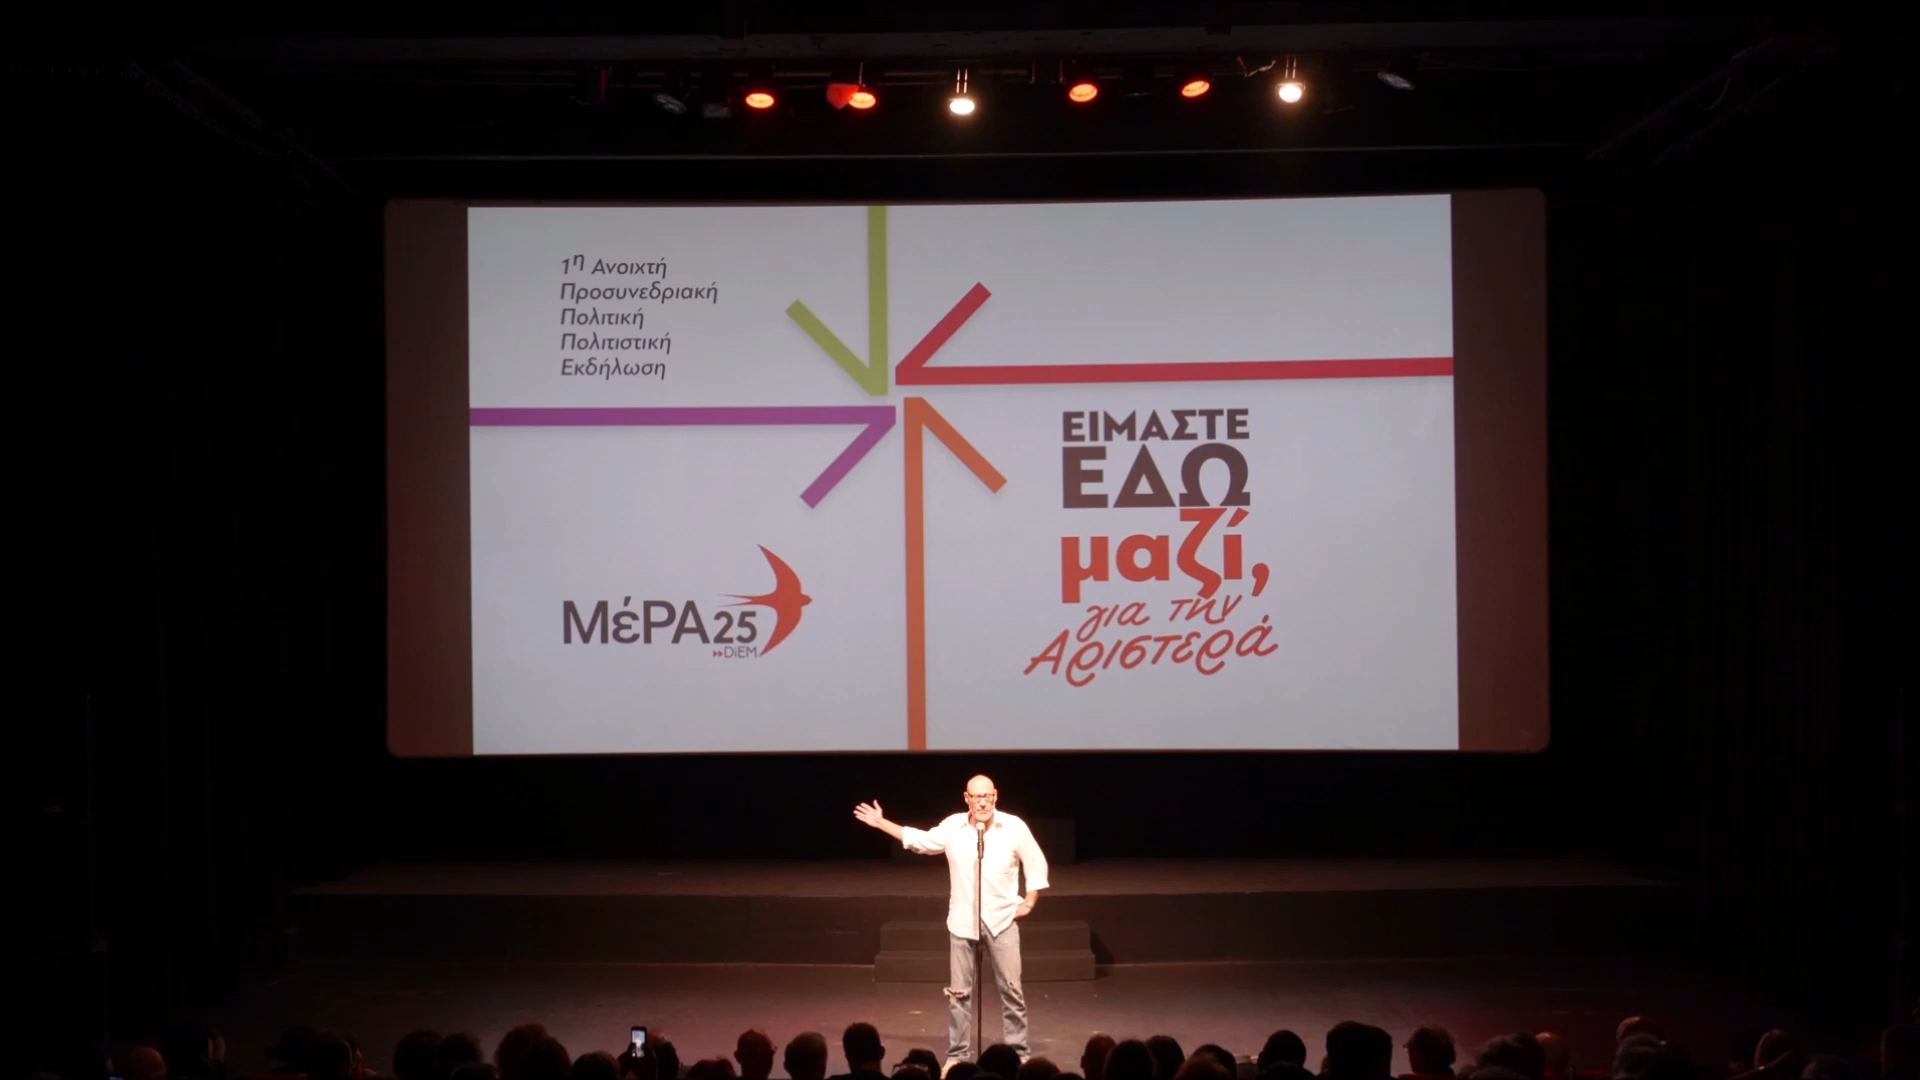 1η Ανοιχτή
Προσυνεδριακή
Πολιτική
Πολιτιστική
Εκδήλωση
ΕΙΜΑΣΤΕ
ΕΔΩ
μαζί,
για την
Αριστερά
ΜέΡΑ25
DiEM